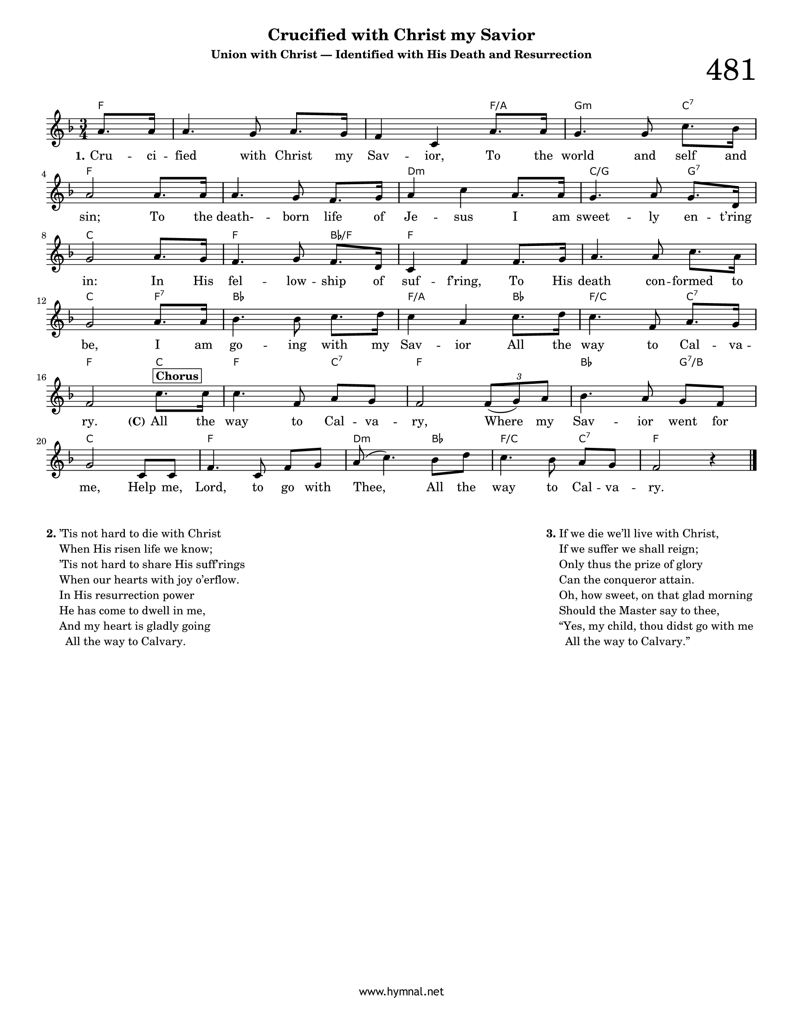 Crucified with Christ my Savior
Union with Christ — Identified with His Death and Resurrection
481
F F/A Gm C7
3 4
1. Cru - ci - fied with Christ my Sav - ior, To the world and self and
4 F Dm C/G G7
sin; To the death- - born life of Je - sus I am sweet - ly en - t’ring
8 C F B♭/F F
in: In His fel - low - ship of suf - f’ring, To His death con - formed to
12 C F7 B♭ F/A B♭ F/C C7
be, I am go - ing with my Sav - ior All the way to Cal - va -
F C F C7 F B♭ G7/B
16 Chorus 3
ry. (C) All the way to Cal - va - ry, Where my Sav - ior went for
20 C F Dm B♭ F/C C7 F
me, Help me, Lord, to go with Thee, All the way to Cal - va - ry.
2. ’Tis not hard to die with Christ
When His risen life we know;
’Tis not hard to share His suff’rings
When our hearts with joy o’erflow.
In His resurrection power
He has come to dwell in me,
And my heart is gladly going
All the way to Calvary.
3. If we die we’ll live with Christ,
If we suffer we shall reign;
Only thus the prize of glory
Can the conqueror attain.
Oh, how sweet, on that glad morning
Should the Master say to thee,
“Yes, my child, thou didst go with me
All the way to Calvary.”
www.hymnal.net